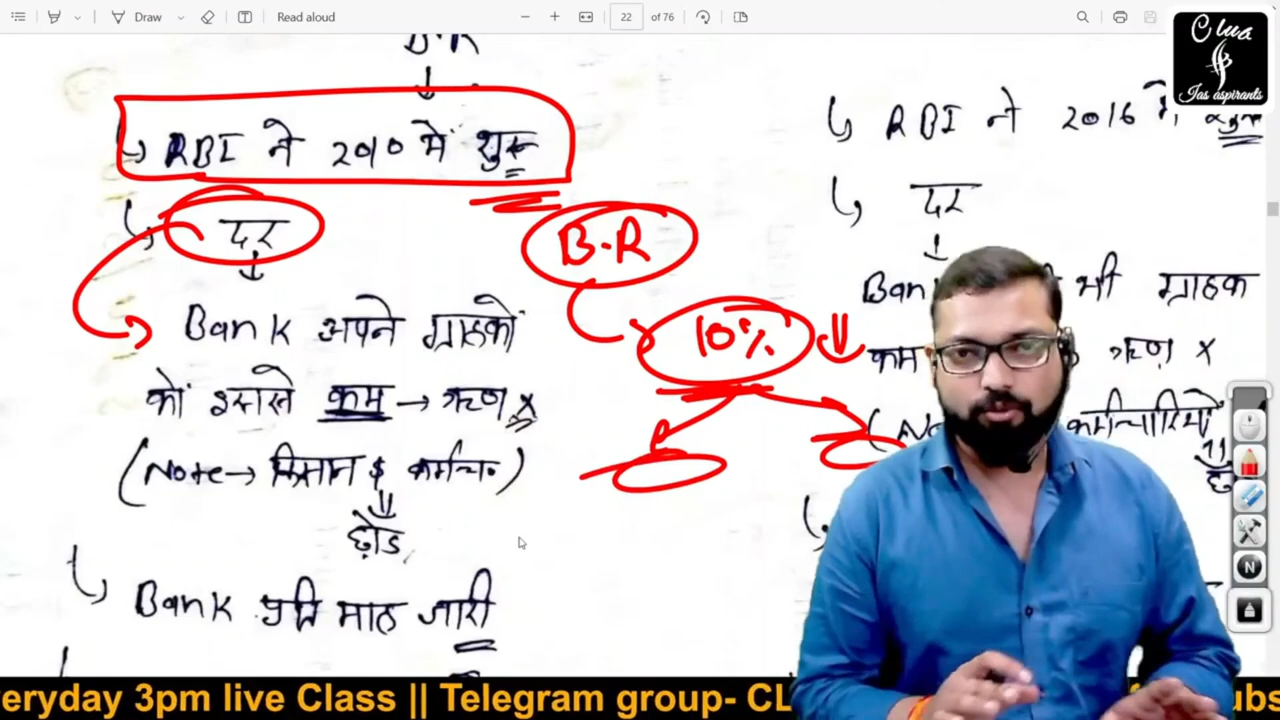 Draw
Read aloud
22 of 76
Clua
Ias aspirants
B.R
RBI ने 2010 में शुरू
दर
B.R
10%
Bank अपने ग्राहकों
को इससे कम → ऋण x
(Note → किसान & कर्मचा०)
छोड
Bank प्रति माह जारी
RBI ने 2016 में शुरू
दर
भी ग्राहक
कम ऋण x
कर्मचारियों
veryday 3pm live Class || Telegram group- CL